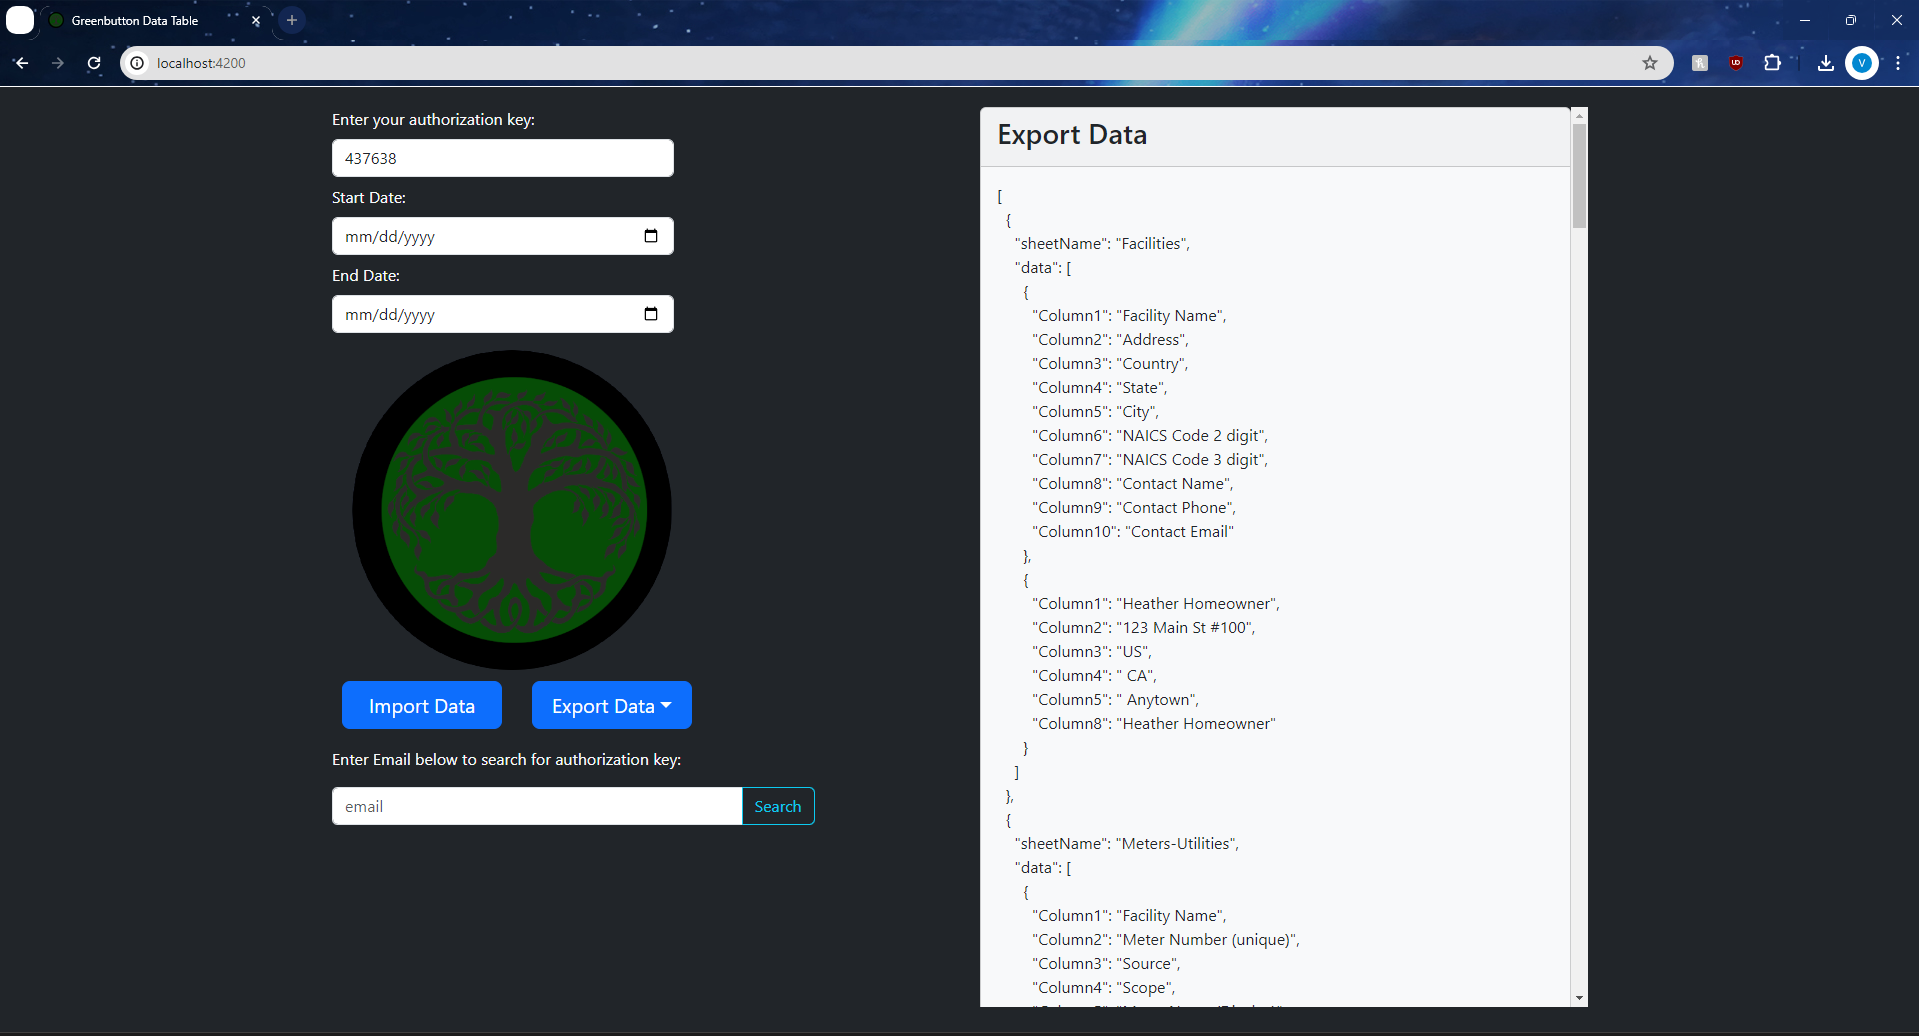 Greenbutton Data Table
localhost:4200
V
Enter your authorization key:
437638
Start Date:
mm/dd/yyyy
End Date:
mm/dd/yyyy
Import Data
Export Data
Enter Email below to search for authorization key:
email
Search
Export Data
[
{
"sheetName": "Facilities",
"data": [
{
"Column1": "Facility Name",
"Column2": "Address",
"Column3": "Country",
"Column4": "State",
"Column5": "City",
"Column6": "NAICS Code 2 digit",
"Column7": "NAICS Code 3 digit",
"Column8": "Contact Name",
"Column9": "Contact Phone",
"Column10": "Contact Email"
},
{
"Column1": "Heather Homeowner",
"Column2": "123 Main St #100",
"Column3": "US",
"Column4": " CA",
"Column5": " Anytown",
"Column8": "Heather Homeowner"
}
]
},
{
"sheetName": "Meters-Utilities",
"data": [
{
"Column1": "Facility Name",
"Column2": "Meter Number (unique)",
"Column3": "Source",
"Column4": "Scope",